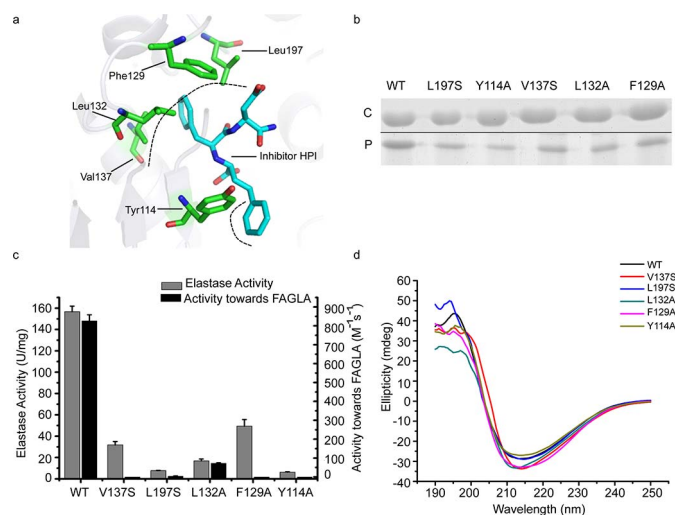 a
Leu197
Phe129
Leu132
Inhibitor HPI
Val137
Tyr114
b
WT L197S Y114A V137S L132A F129A
C
P
c
Elastase Activity
Activity towards FAGLA
Elastase Activity (U/mg)
160
140
120
100
80
60
40
20
0
900
800
700
600
500
400
300
200
100
0
Activity towards FAGLA (M⁻¹s⁻¹)
WT V137S L197S L132A F129A Y114A
d
WT
V137S
L197S
L132A
F129A
Y114A
Ellipticity (mdeg)
60
50
40
30
20
10
0
-10
-20
-30
-40
190 200 210 220 230 240 250
Wavelength (nm)